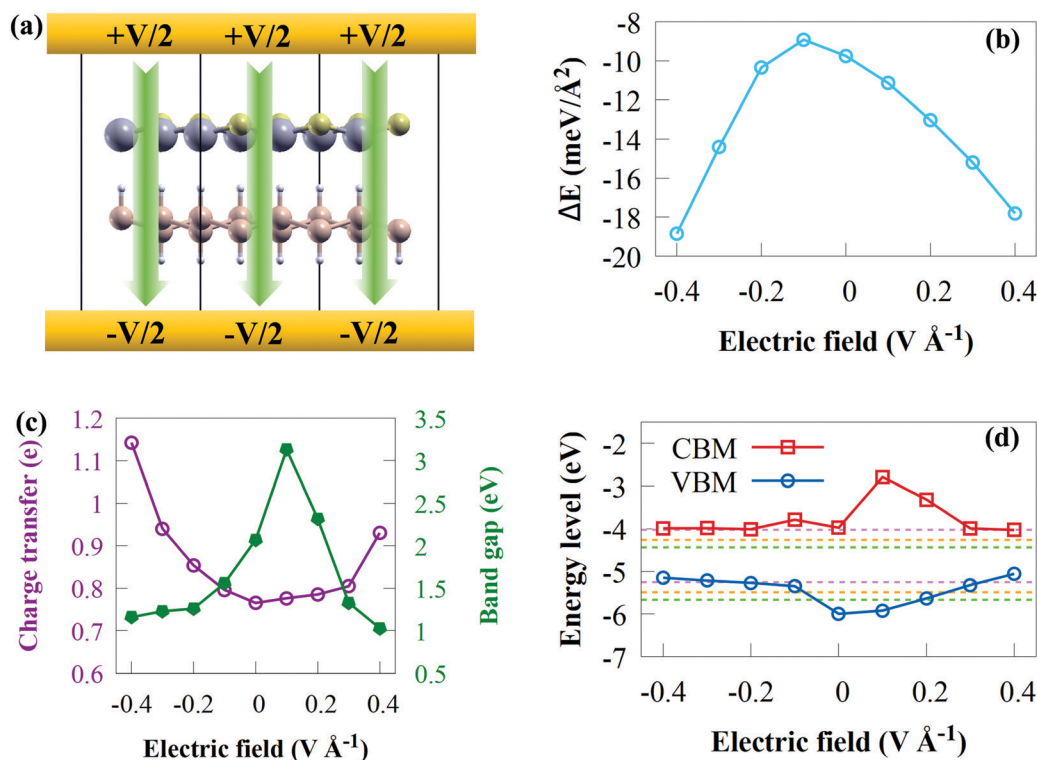 (a)
+V/2 +V/2 +V/2
-V/2 -V/2 -V/2
(b)
ΔE (meV/Å²)
-8
-10
-12
-14
-16
-18
-20
-0.4 -0.2 0 0.2 0.4
Electric field (V Å⁻¹)
(c)
Charge transfer (e)
1.2
1.1
1
0.9
0.8
0.7
0.6
Band gap (eV)
3.5
3
2.5
2
1.5
1
0.5
-0.4 -0.2 0 0.2 0.4
Electric field (V Å⁻¹)
(d)
CBM
VBM
Energy level (eV)
-2
-3
-4
-5
-6
-7
-0.4 -0.2 0 0.2 0.4
Electric field (V Å⁻¹)